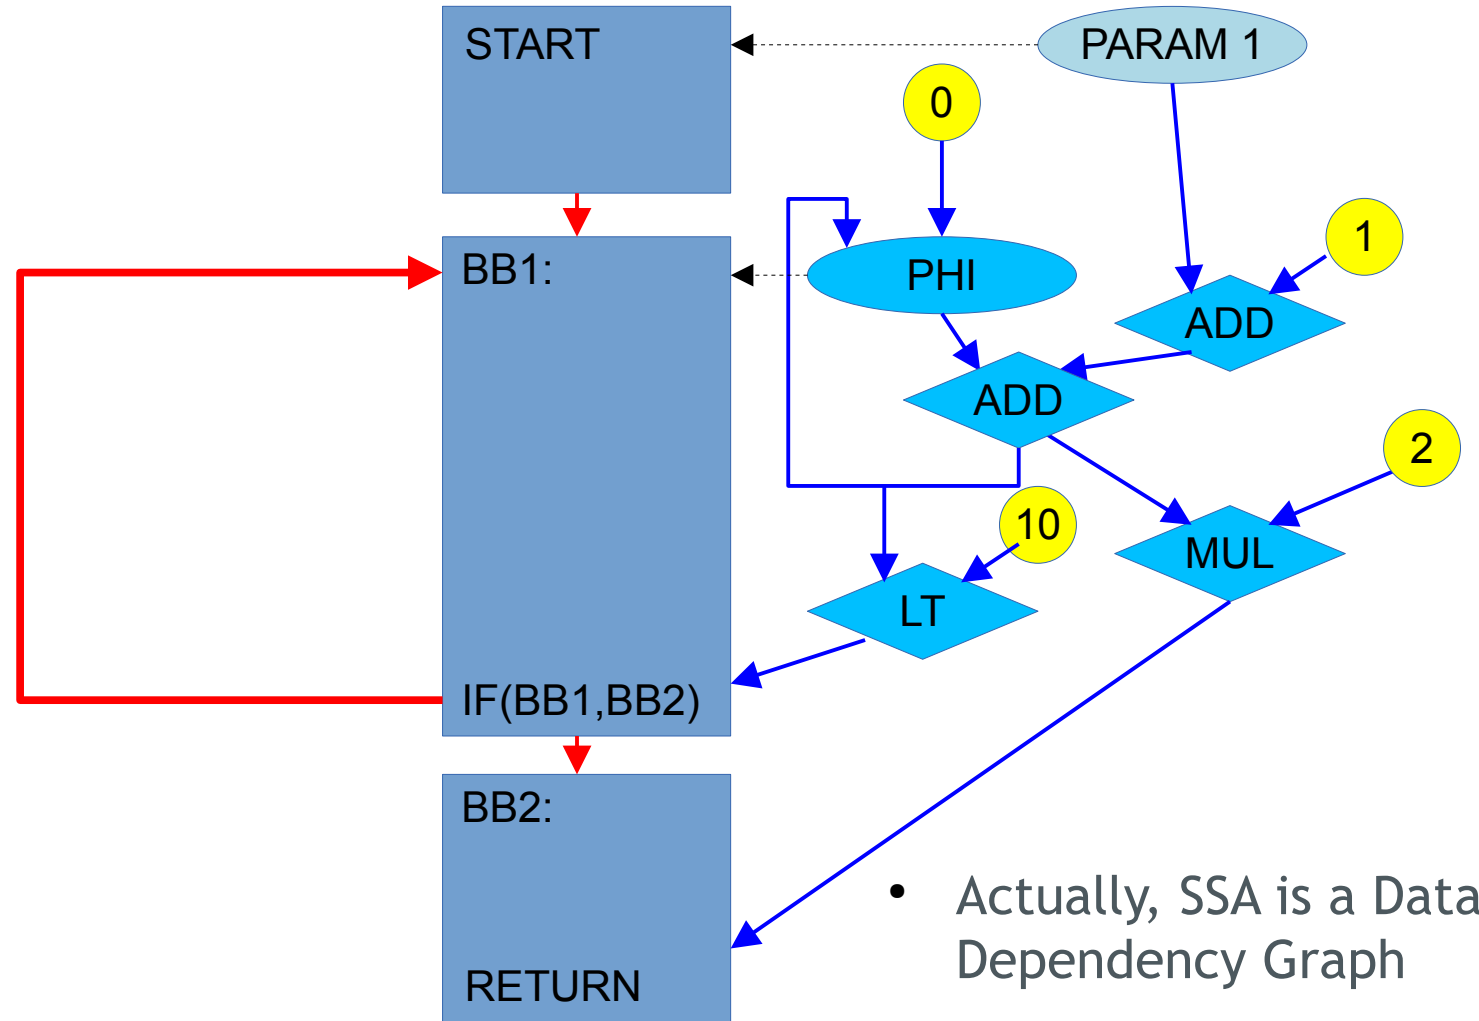 START
PARAM 1
0
1
BB1:
PHI
ADD
ADD
2
10
MUL
LT
IF(BB1,BB2)
BB2:
• Actually, SSA is a Data
Dependency Graph
RETURN